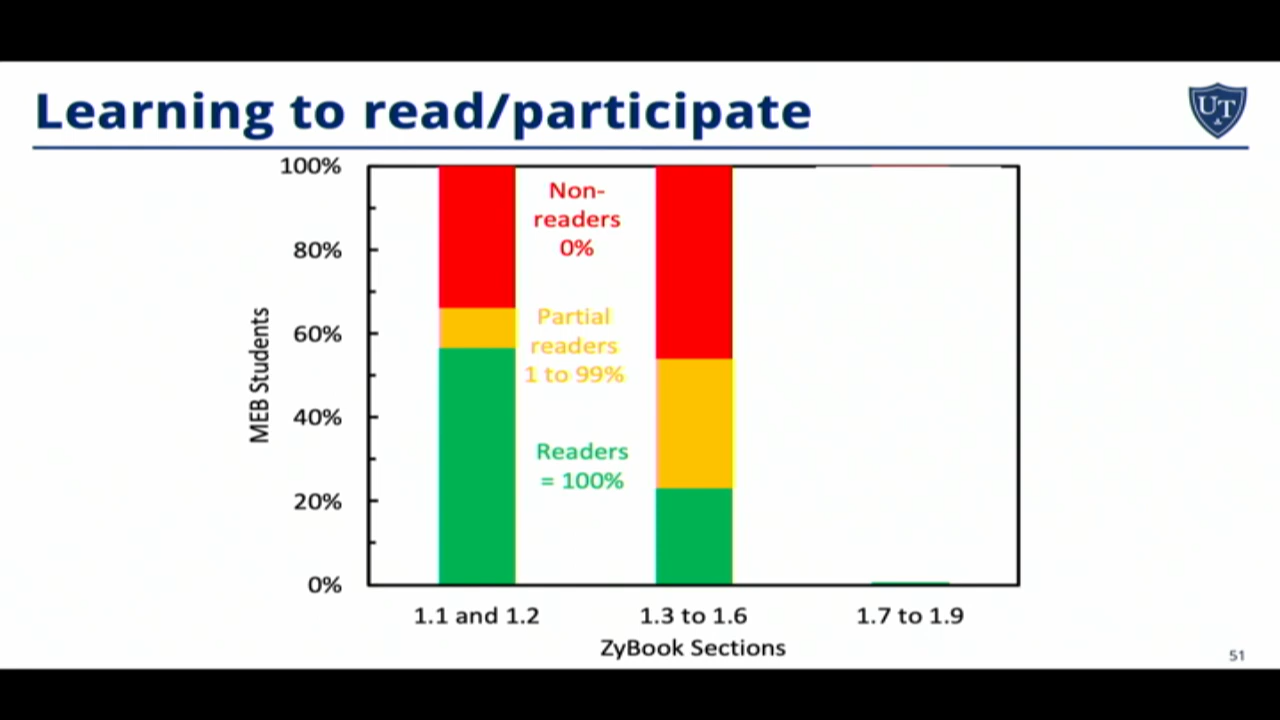 Learning to read/participate
UT
100%
80%
60%
40%
20%
0%
MEB Students
Non-
readers
0%
Partial
readers
1 to 99%
Readers
= 100%
1.1 and 1.2
1.3 to 1.6
1.7 to 1.9
ZyBook Sections
51